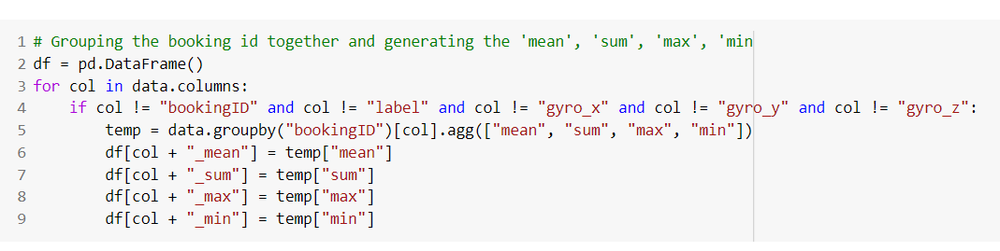 1 # Grouping the booking id together and generating the 'mean', 'sum', 'max', 'min
2 df = pd.DataFrame()
3 for col in data.columns:
4     if col != "bookingID" and col != "label" and col != "gyro_x" and col != "gyro_y" and col != "gyro_z":
5         temp = data.groupby("bookingID")[col].agg(["mean", "sum", "max", "min"])
6         df[col + "_mean"] = temp["mean"]
7         df[col + "_sum"] = temp["sum"]
8         df[col + "_max"] = temp["max"]
9         df[col + "_min"] = temp["min"]